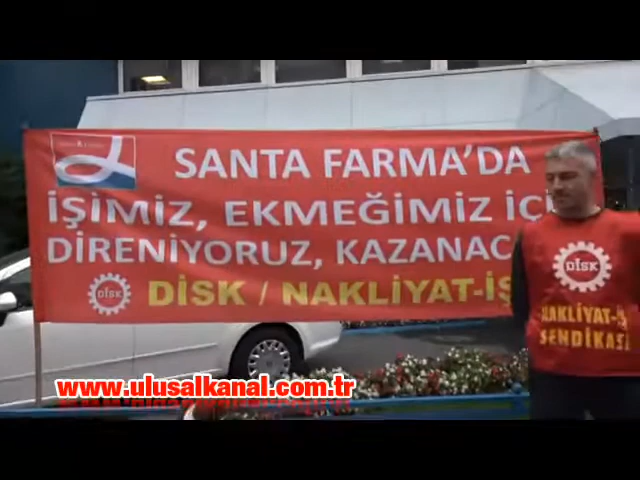 SANTA FARMA'DA
İŞİMİZ, EKMEĞİMİZ İÇ
DİRENİYORUZ, KAZANAC
DİSK / NAKLİYAT-İŞ
DİSK
DİSK
NAKLİYAT-İŞ
SENDİKASI
www.ulusalkanal.com.tr